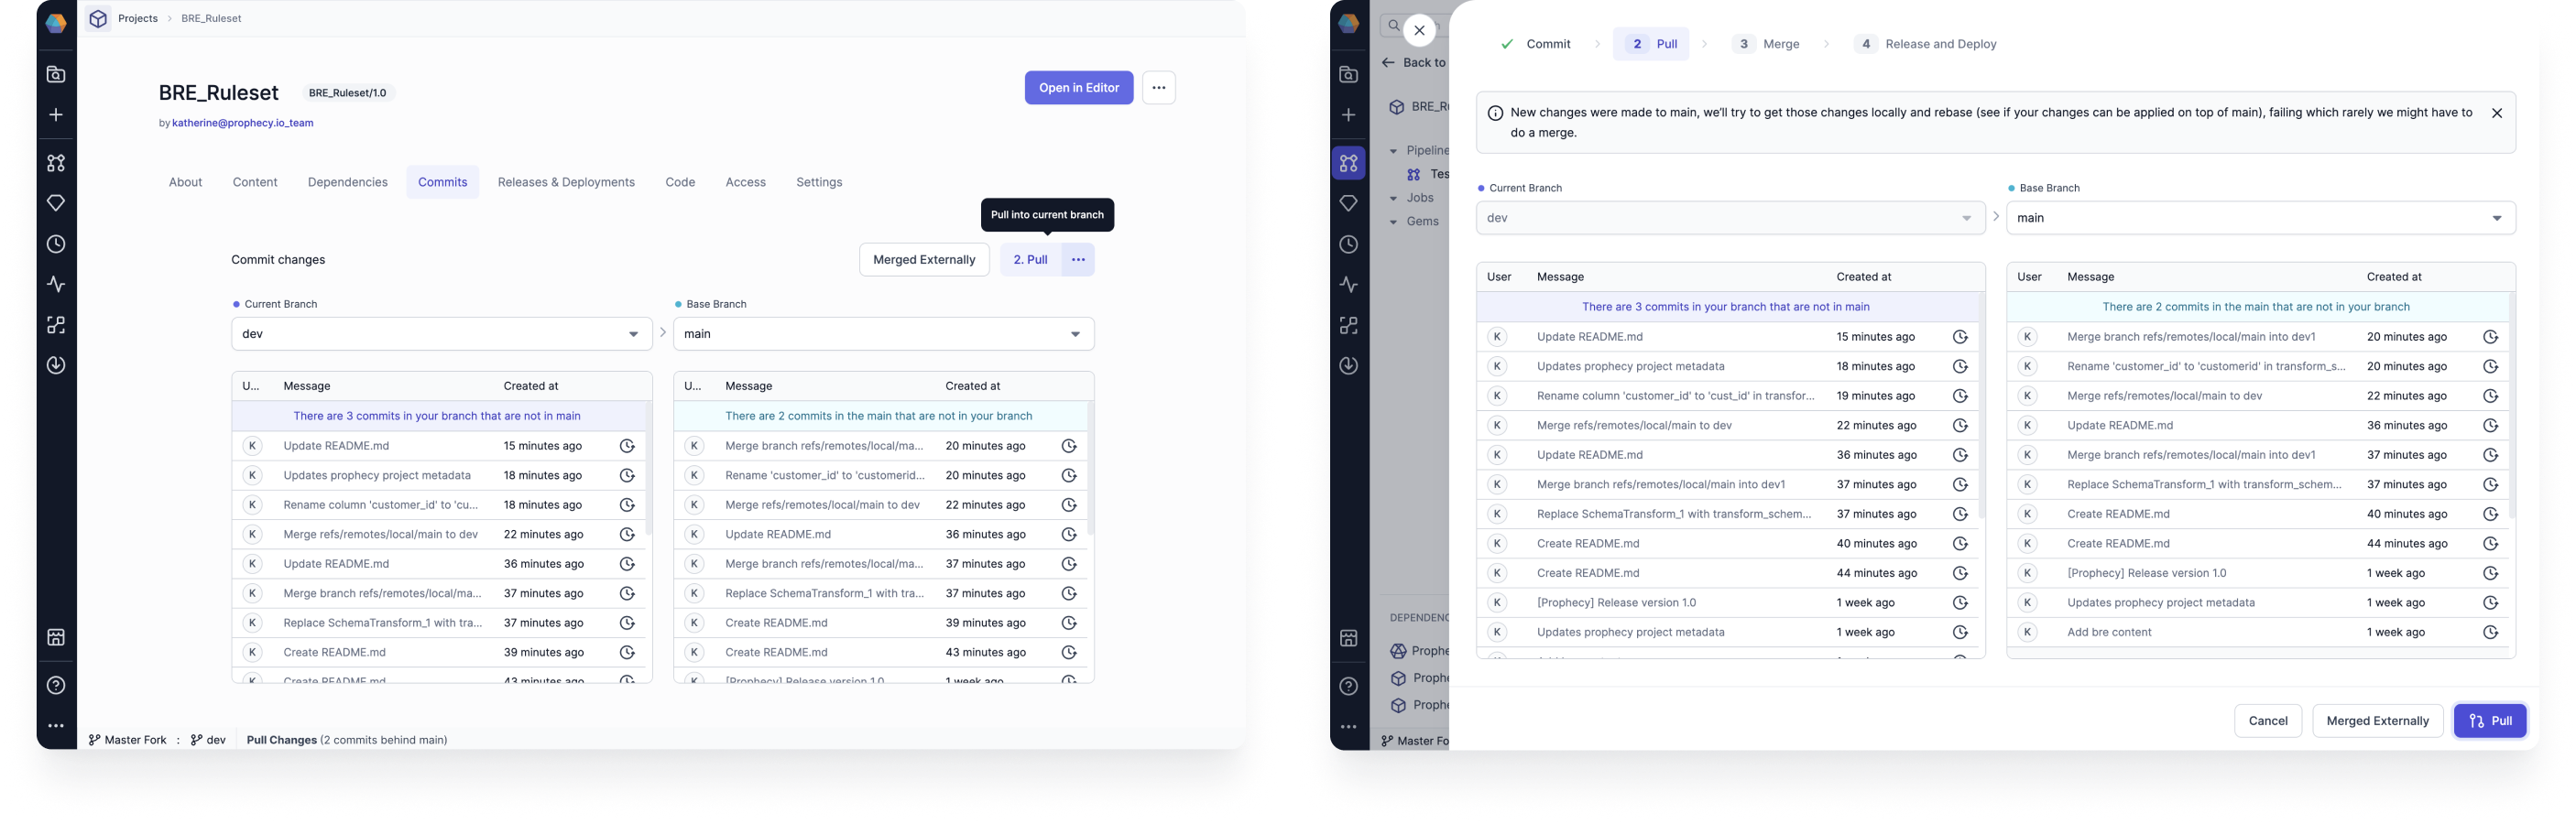 Projects > BRE_Ruleset
BRE_Ruleset BRE_Ruleset/1.0
by katherine@prophecy.io_team
Open in Editor ...
About Content Dependencies Commits Releases & Deployments Code Access Settings
Pull into current branch
Commit changes Merged Externally 2. Pull ...
Current Branch Base Branch
dev > main
U... Message Created at
There are 3 commits in your branch that are not in main
K Update README.md 15 minutes ago
K Updates prophecy project metadata 18 minutes ago
K Rename column 'customer_id' to 'cu... 18 minutes ago
K Merge refs/remotes/local/main to dev 22 minutes ago
K Update README.md 36 minutes ago
K Merge branch refs/remotes/local/ma... 37 minutes ago
K Replace SchemaTransform_1 with tra... 37 minutes ago
K Create README.md 39 minutes ago
K Create README.md 43 minutes ago
U... Message Created at
There are 2 commits in the main that are not in your branch
K Merge branch refs/remotes/local/ma... 20 minutes ago
K Rename 'customer_id' to 'customerid... 20 minutes ago
K Merge refs/remotes/local/main to dev 22 minutes ago
K Update README.md 36 minutes ago
K Merge branch refs/remotes/local/ma... 37 minutes ago
K Replace SchemaTransform_1 with tra... 37 minutes ago
K Create README.md 39 minutes ago
K Create README.md 43 minutes ago
K [Prophecy] Release version 1.0 1 week ago
Master Fork : dev Pull Changes (2 commits behind main)
Back to
BRE_R
Pipeline
Tes
Jobs
Gems
DEPENDENC
Prophe
Prophe
Prophe
Master Fo
Commit > 2 Pull > 3 Merge > 4 Release and Deploy
New changes were made to main, we'll try to get those changes locally and rebase (see if your changes can be applied on top of main), failing which rarely we might have to
do a merge.
Current Branch Base Branch
dev > main
User Message Created at
There are 3 commits in your branch that are not in main
K Update README.md 15 minutes ago
K Updates prophecy project metadata 18 minutes ago
K Rename column 'customer_id' to 'cust_id' in transfor... 19 minutes ago
K Merge refs/remotes/local/main to dev 22 minutes ago
K Update README.md 36 minutes ago
K Merge branch refs/remotes/local/main into dev1 37 minutes ago
K Replace SchemaTransform_1 with transform_schem... 37 minutes ago
K Create README.md 40 minutes ago
K Create README.md 44 minutes ago
K [Prophecy] Release version 1.0 1 week ago
K Updates prophecy project metadata 1 week ago
User Message Created at
There are 2 commits in the main that are not in your branch
K Merge branch refs/remotes/local/main into dev1 20 minutes ago
K Rename 'customer_id' to 'customerid' in transform_s... 20 minutes ago
K Merge refs/remotes/local/main to dev 22 minutes ago
K Update README.md 36 minutes ago
K Merge branch refs/remotes/local/main into dev1 37 minutes ago
K Replace SchemaTransform_1 with transform_schem... 37 minutes ago
K Create README.md 40 minutes ago
K Create README.md 44 minutes ago
K [Prophecy] Release version 1.0 1 week ago
K Updates prophecy project metadata 1 week ago
K Add bre content 1 week ago
Cancel Merged Externally Pull